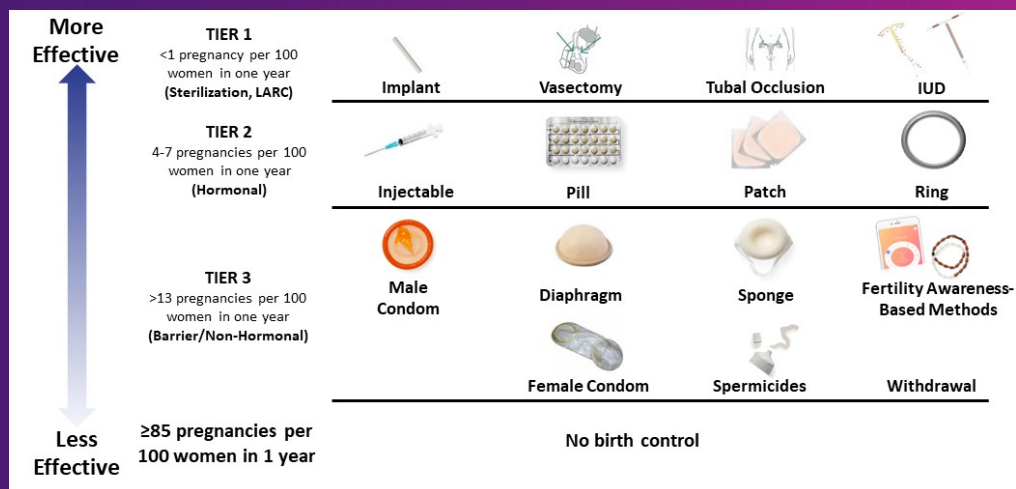 More
Effective
TIER 1
<1 pregnancy per 100
women in one year
(Sterilization, LARC)
Implant
Vasectomy
Tubal Occlusion
IUD
TIER 2
4-7 pregnancies per 100
women in one year
(Hormonal)
Injectable
Pill
Patch
Ring
TIER 3
>13 pregnancies per 100
women in one year
(Barrier/Non-Hormonal)
Male
Condom
Diaphragm
Sponge
Fertility Awareness-
Based Methods
Female Condom
Spermicides
Withdrawal
Less
Effective
≥85 pregnancies per
100 women in 1 year
No birth control